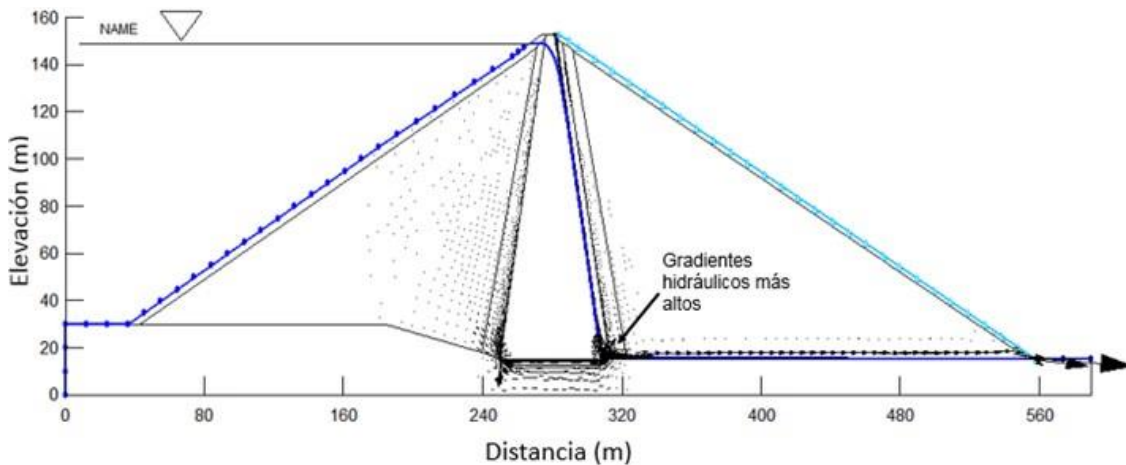 160
NAME
140
120
100
80
60
40
20
0
Elevación (m)
Gradientes
hidráulicos más
altos
0 80 160 240 320 400 480 560
Distancia (m)